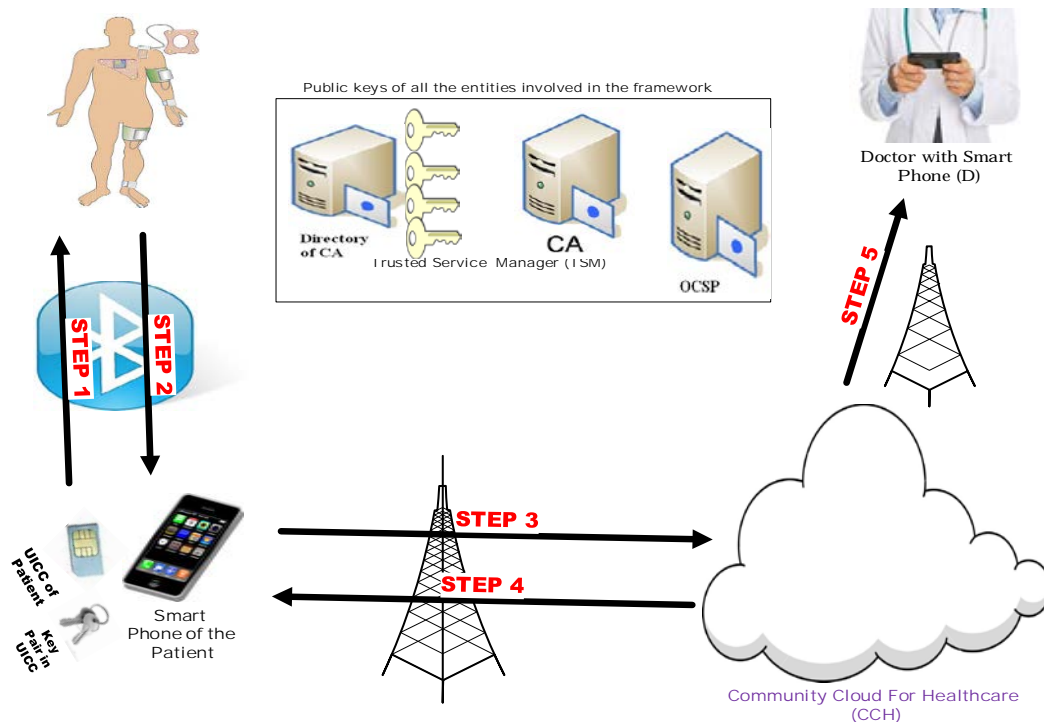 Public keys of all the entities involved in the framework
Directory
of CA
CA
OCSP
Trusted Service Manager (TSM)
Doctor with Smart
Phone (D)
STEP 1
STEP 2
STEP 3
STEP 4
STEP 5
UICC of
Patient
Key
Pair in
UICC
Smart
Phone of the
Patient
Community Cloud For Healthcare
(CCH)